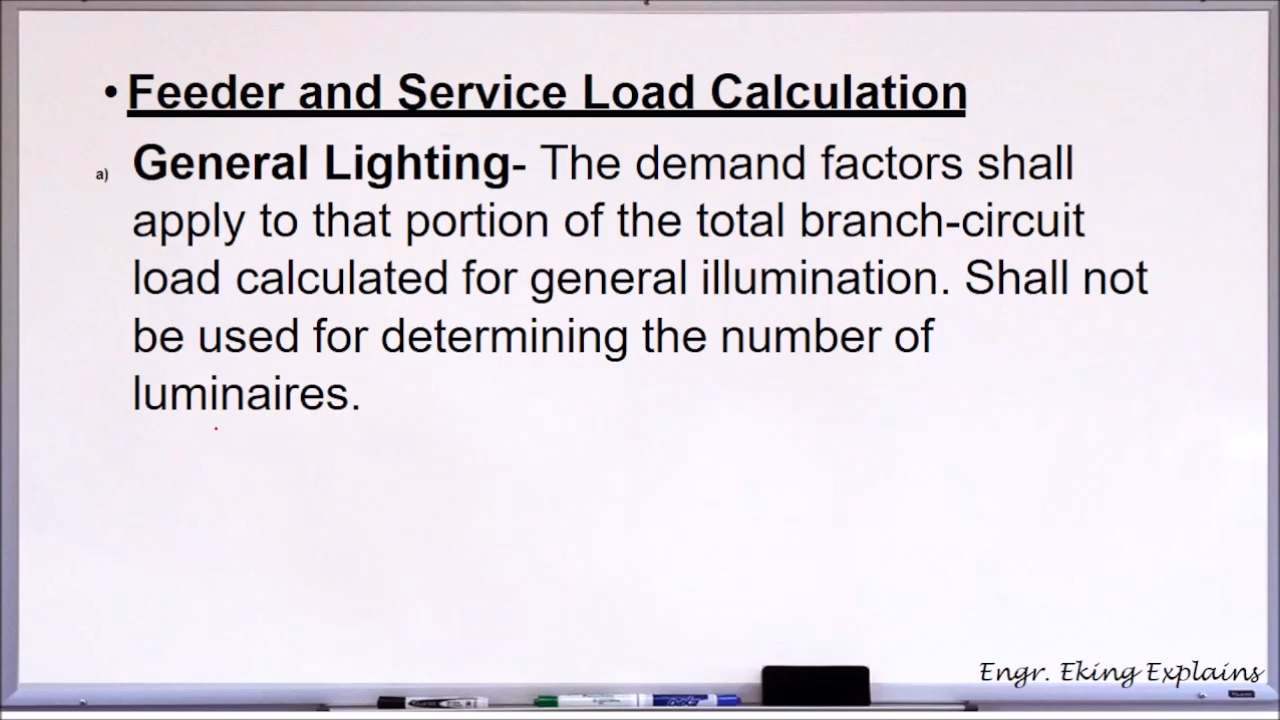 • Feeder and Service Load Calculation
a) General Lighting- The demand factors shall
apply to that portion of the total branch-circuit
load calculated for general illumination. Shall not
be used for determining the number of
luminaires.
Engr. Eking Explains